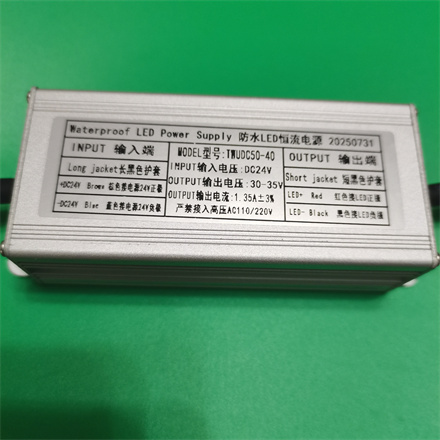 Waterproof LED Power Supply 防水LED恒流电源 20250731
INPUT 输入端
Long jacket长黑色护套
+DC24V Brown 棕色接电源24V正极
-DC24V Blue 蓝色接电源24V负极
MODEL型号:TWUDC50-40
INPUT输入电压:DC24V
OUTPUT输出电压:30-35V
OUTPUT输出电流:1.35A±3%
严禁接入高压AC110/220V
OUTPUT 输出端
Short jacket 短黑色护套
LED+ Red 红色接LED正极
LED- Black 黑色接LED负极